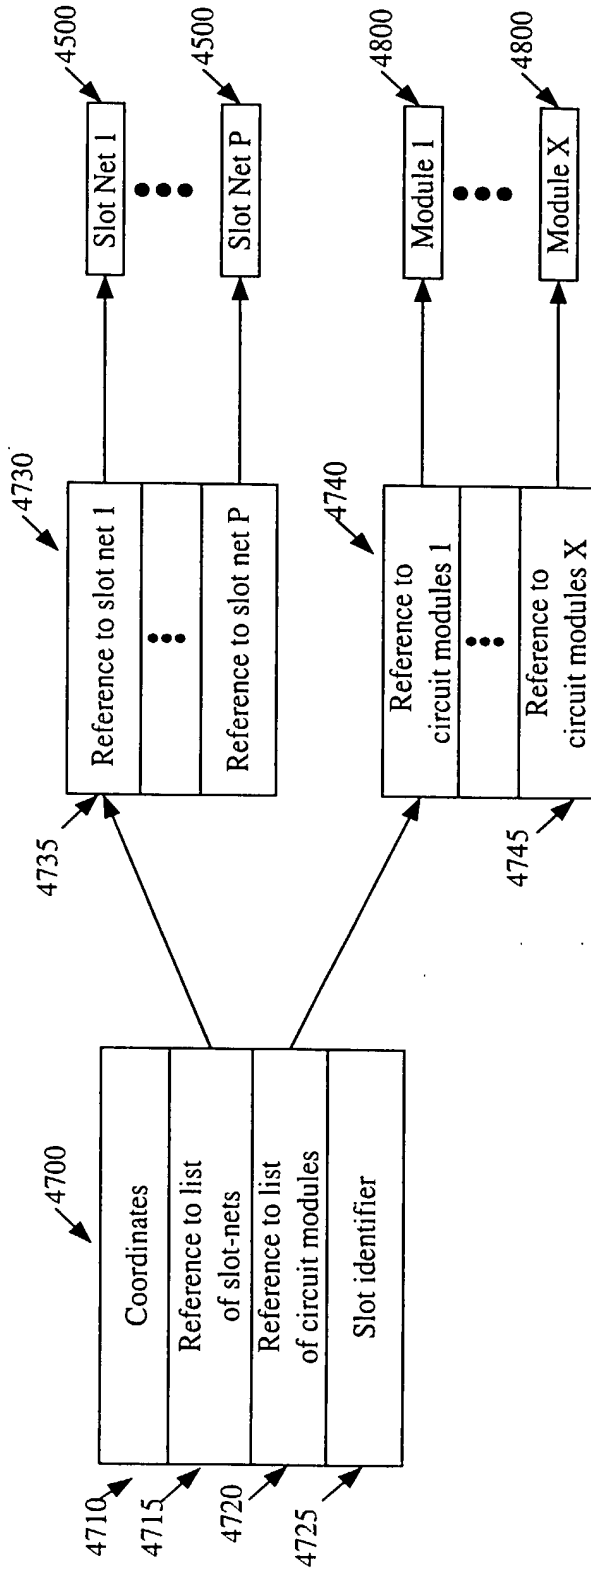 4700
4710
Coordinates
4715
Reference to list
of slot-nets
4720
Reference to list
of circuit modules
4725
Slot identifier
4730
4735
Reference to slot net 1
Reference to slot net P
4500
Slot Net 1
4500
Slot Net P
4740
Reference to
circuit modules 1
4745
Reference to
circuit modules X
4800
Module 1
4800
Module X